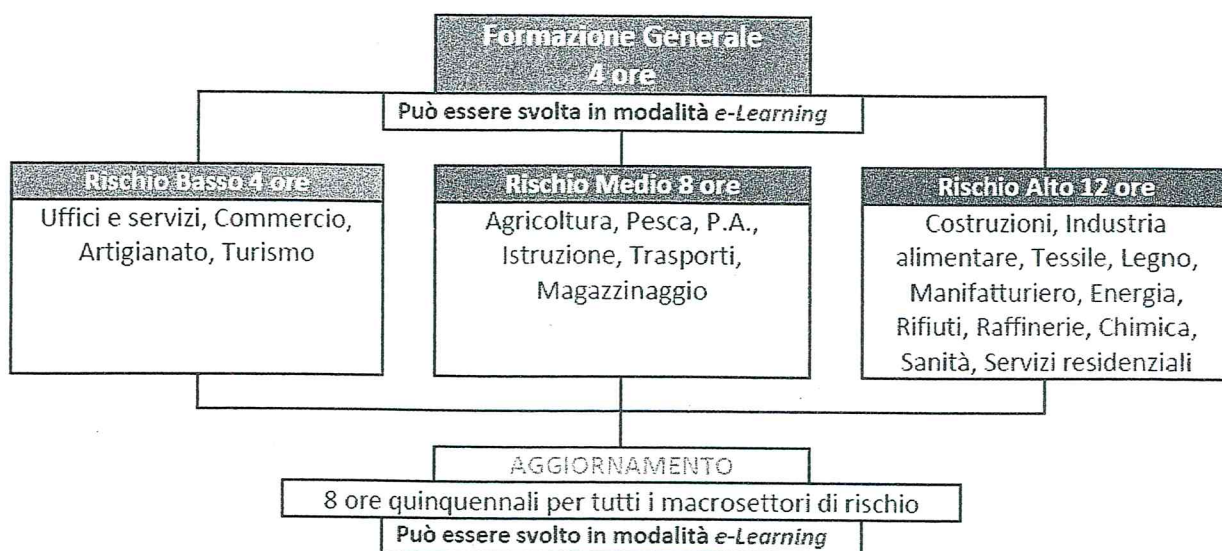 Formazione Generale
4 ore
Può essere svolta in modalità e-Learning
Rischio Basso 4 ore
Uffici e servizi, Commercio,
Artigianato, Turismo
Rischio Medio 8 ore
Agricoltura, Pesca, P.A.,
Istruzione, Trasporti,
Magazzinaggio
Rischio Alto 12 ore
Costruzioni, Industria
alimentare, Tessile, Legno,
Manifatturiero, Energia,
Rifiuti, Raffinerie, Chimica,
Sanità, Servizi residenziali
AGGIORNAMENTO
8 ore quinquennali per tutti i macrosettori di rischio
Può essere svolto in modalità e-Learning